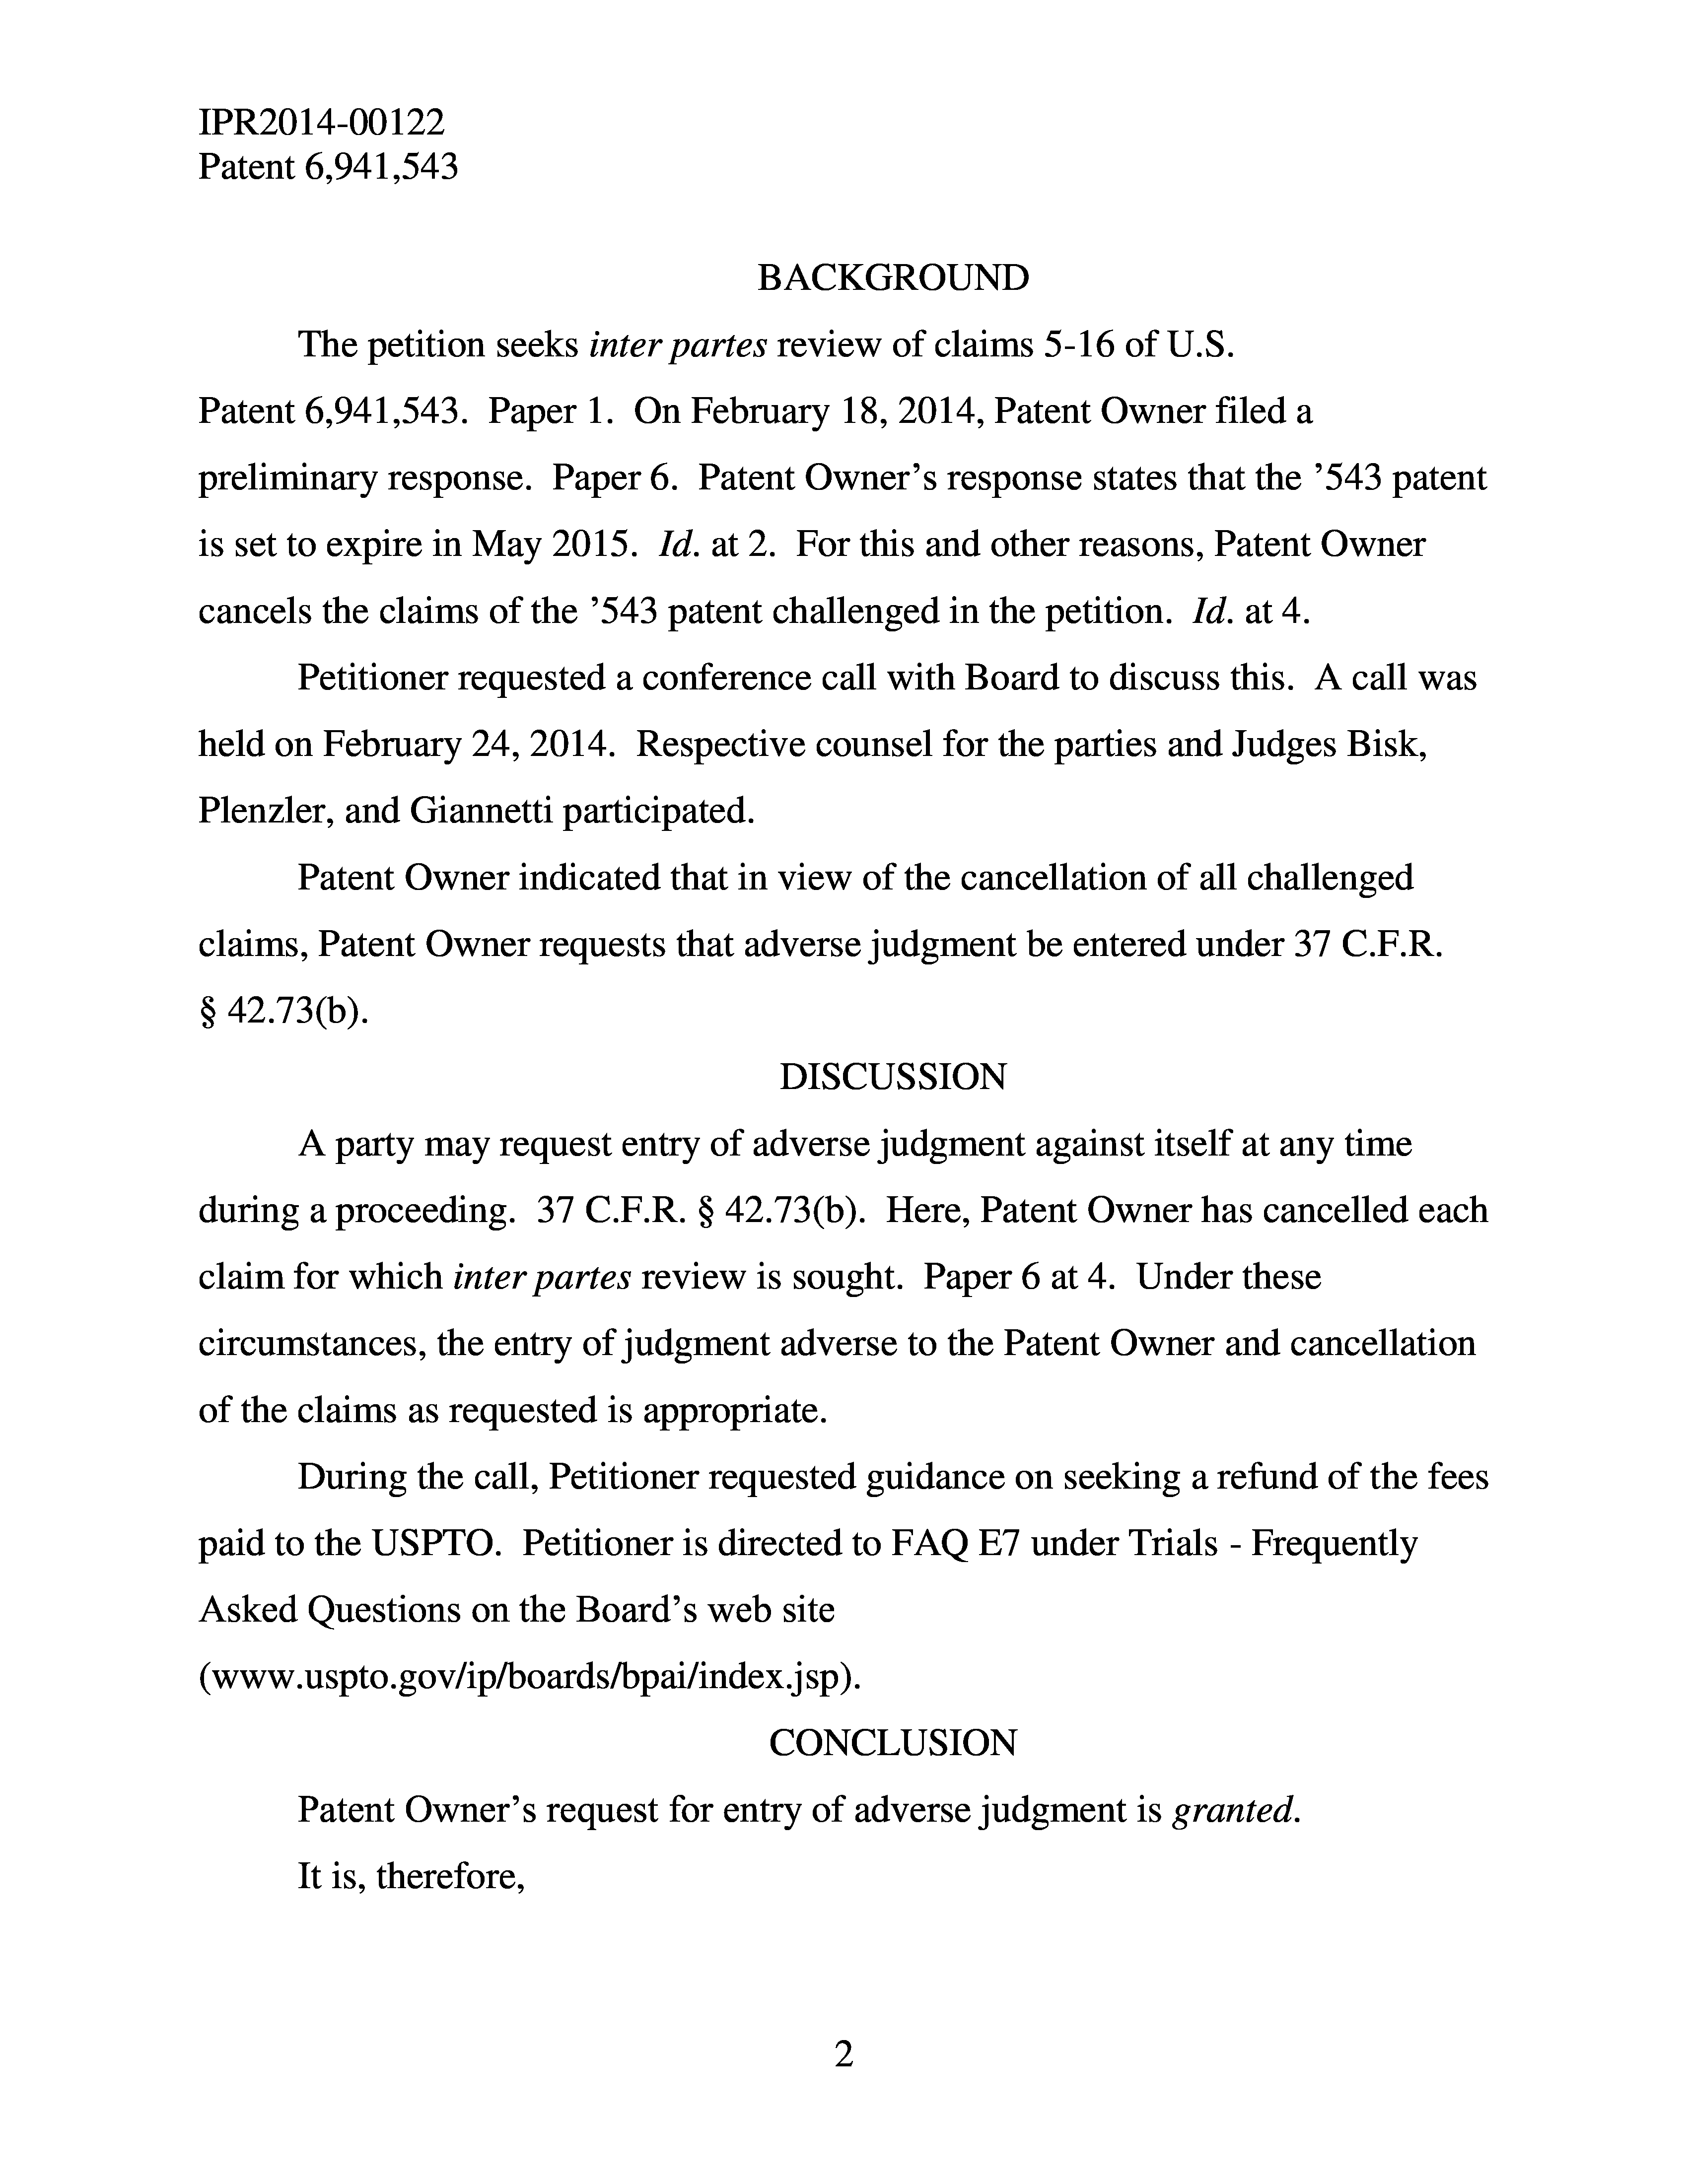 IPR2014-00122
Patent 6,941,543
BACKGROUND
The petition seeks inter partes review of claims 5-16 of U.S.
Patent 6,941,543.  Paper 1.  On February 18, 2014, Patent Owner filed a
preliminary response.  Paper 6.  Patent Owner’s response states that the ’543 patent
is set to expire in May 2015.  Id. at 2.  For this and other reasons, Patent Owner
cancels the claims of the ’543 patent challenged in the petition.  Id. at 4.
Petitioner requested a conference call with Board to discuss this.  A call was
held on February 24, 2014.  Respective counsel for the parties and Judges Bisk,
Plenzler, and Giannetti participated.
Patent Owner indicated that in view of the cancellation of all challenged
claims, Patent Owner requests that adverse judgment be entered under 37 C.F.R.
§ 42.73(b).
DISCUSSION
A party may request entry of adverse judgment against itself at any time
during a proceeding.  37 C.F.R. § 42.73(b).  Here, Patent Owner has cancelled each
claim for which inter partes review is sought.  Paper 6 at 4.  Under these
circumstances, the entry of judgment adverse to the Patent Owner and cancellation
of the claims as requested is appropriate.
During the call, Petitioner requested guidance on seeking a refund of the fees
paid to the USPTO.  Petitioner is directed to FAQ E7 under Trials - Frequently
Asked Questions on the Board’s web site
(www.uspto.gov/ip/boards/bpai/index.jsp).
CONCLUSION
Patent Owner’s request for entry of adverse judgment is granted.
It is, therefore,
2